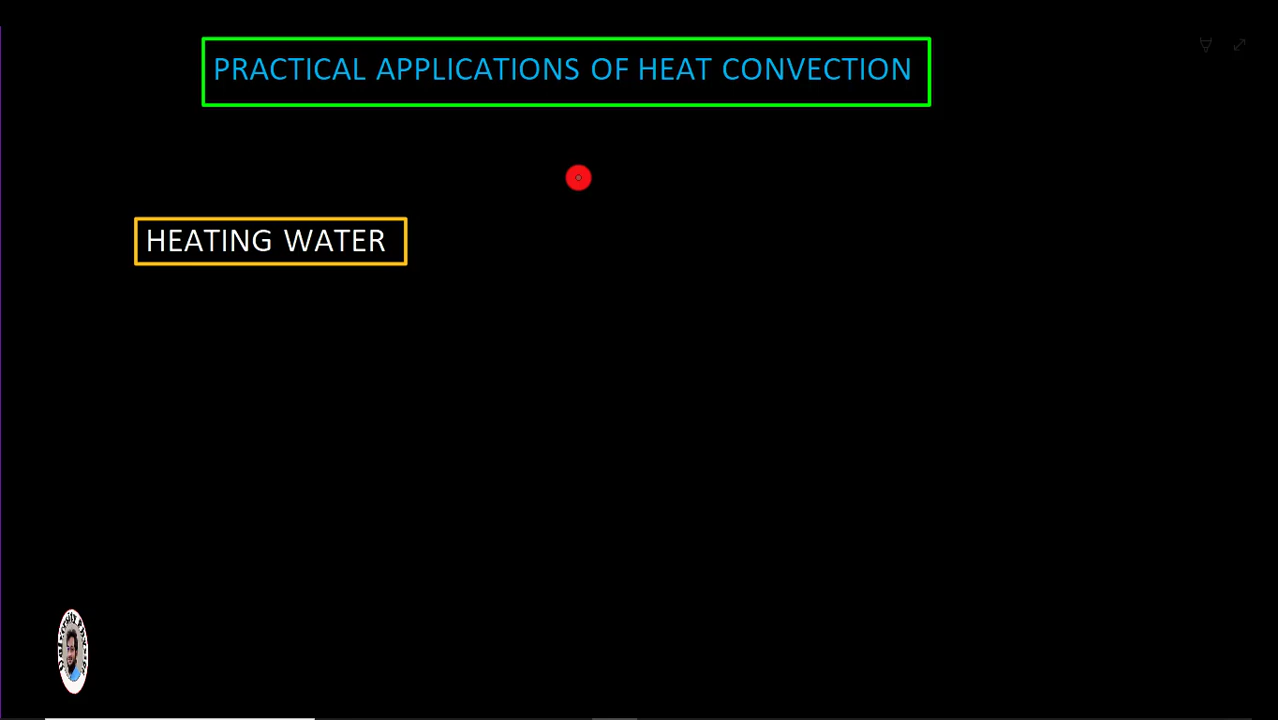 PRACTICAL APPLICATIONS OF HEAT CONVECTION
HEATING WATER